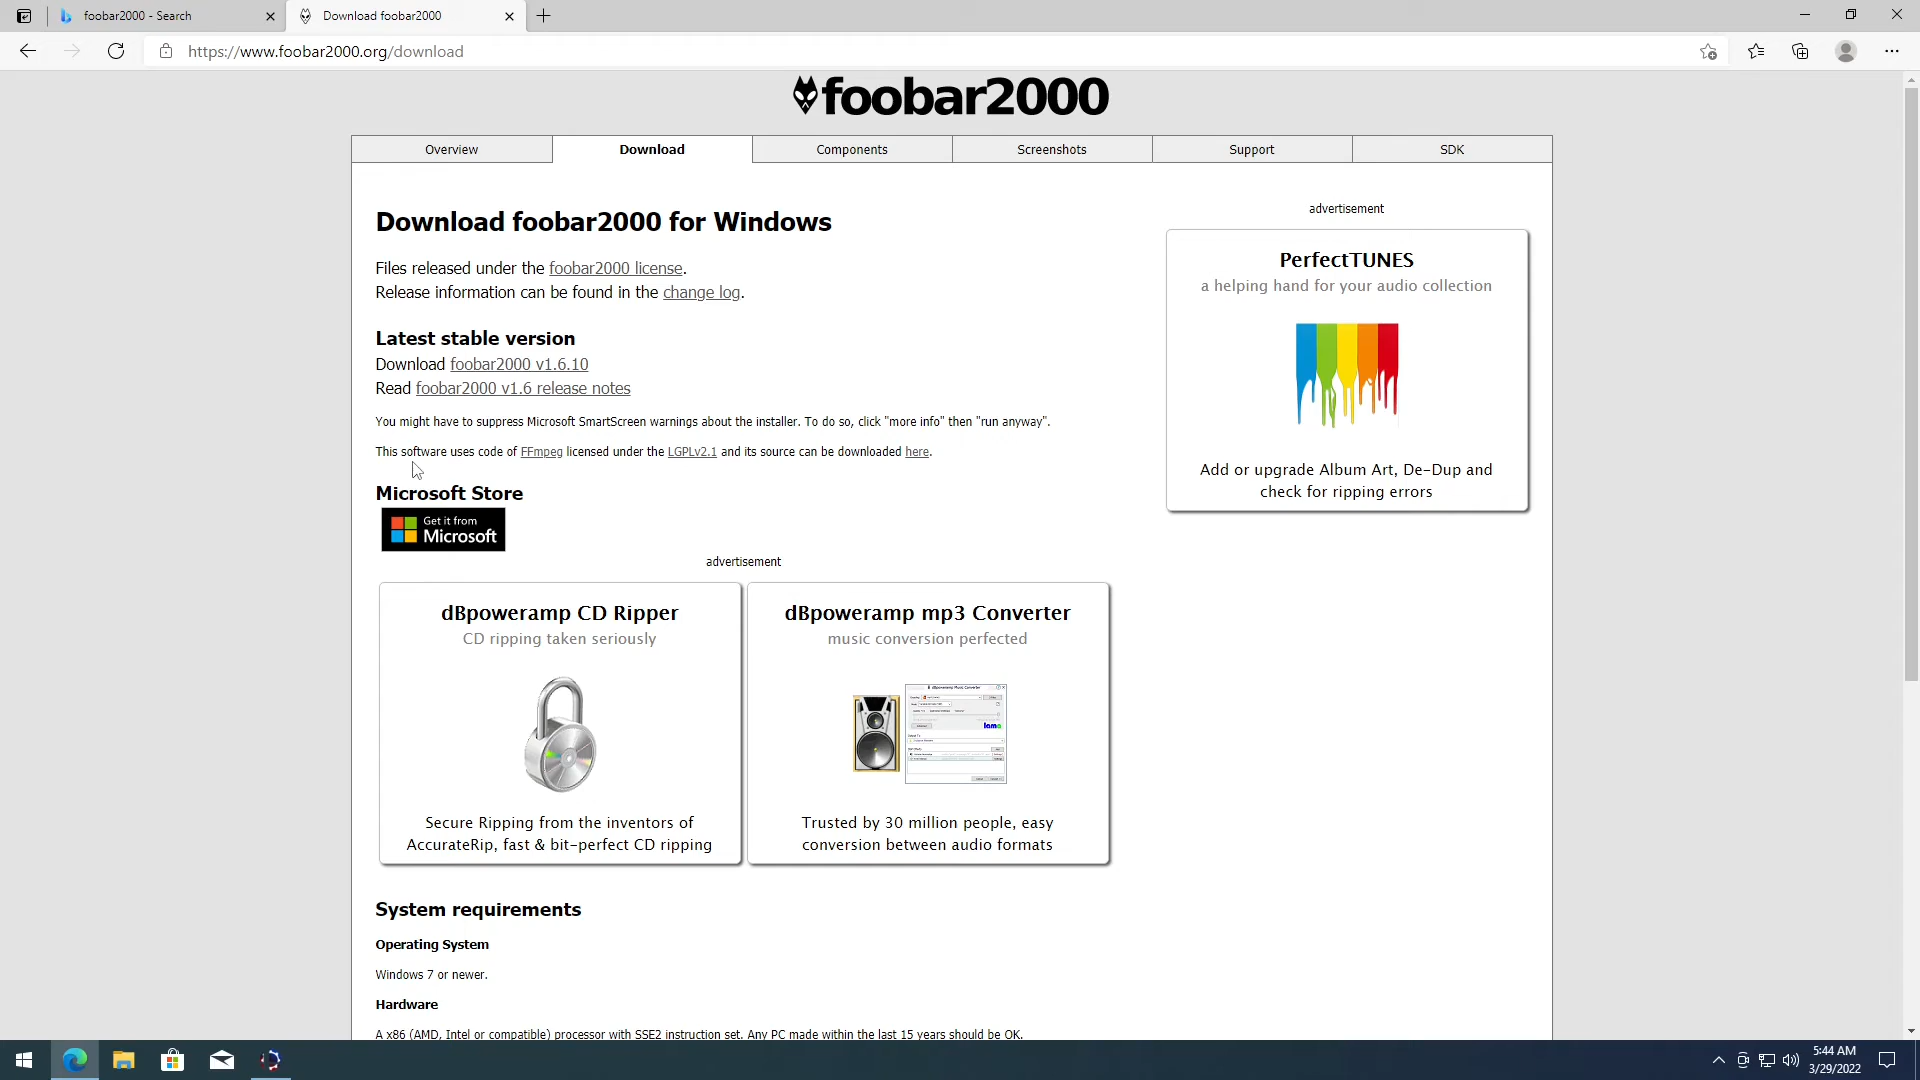 foobar2000 - Search
Download foobar2000
https://www.foobar2000.org/download
foobar2000
Overview
Download
Components
Screenshots
Support
SDK
Download foobar2000 for Windows
Files released under the foobar2000 license.
Release information can be found in the change log.
Latest stable version
Download foobar2000 v1.6.10
Read foobar2000 v1.6 release notes
You might have to suppress Microsoft SmartScreen warnings about the installer. To do so, click "more info" then "run anyway".
This software uses code of FFmpeg licensed under the LGPLv2.1 and its source can be downloaded here.
Microsoft Store
Get it from
Microsoft
advertisement
PerfectTUNES
a helping hand for your audio collection
Add or upgrade Album Art, De-Dup and
check for ripping errors
advertisement
dBpoweramp CD Ripper
CD ripping taken seriously
Secure Ripping from the inventors of
AccurateRip, fast & bit-perfect CD ripping
dBpoweramp mp3 Converter
music conversion perfected
lame
Trusted by 30 million people, easy
conversion between audio formats
System requirements
Operating System
Windows 7 or newer.
Hardware
A x86 (AMD, Intel or compatible) processor with SSE2 instruction set. Any PC made within the last 15 years should be OK.
5:44 AM
3/29/2022